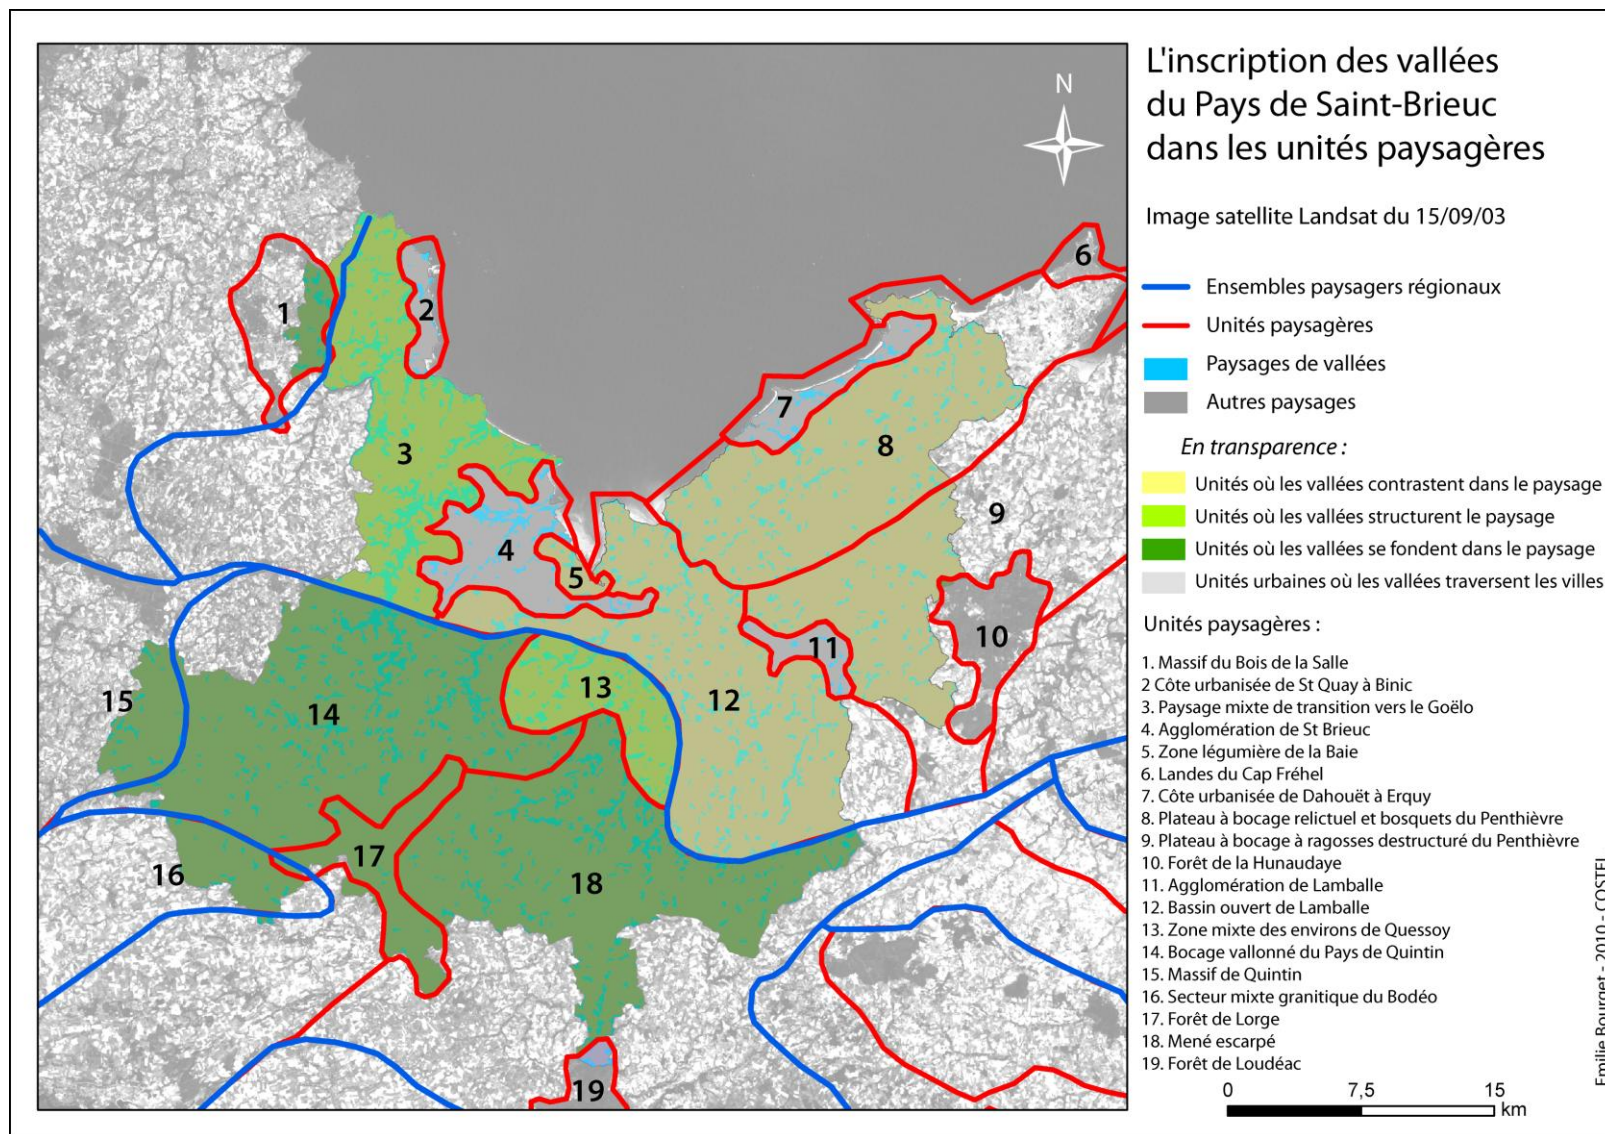 L'inscription des vallées
du Pays de Saint-Brieuc
dans les unités paysagères
Image satellite Landsat du 15/09/03
Ensembles paysagers régionaux
Unités paysagères
Paysages de vallées
Autres paysages
En transparence :
Unités où les vallées contrastent dans le paysage
Unités où les vallées structurent le paysage
Unités où les vallées se fondent dans le paysage
Unités urbaines où les vallées traversent les villes
Unités paysagères :
1. Massif du Bois de la Salle
2 Côte urbanisée de St Quay à Binic
3. Paysage mixte de transition vers le Goëlo
4. Agglomération de St Brieuc
5. Zone légumière de la Baie
6. Landes du Cap Fréhel
7. Côte urbanisée de Dahouët à Erquy
8. Plateau à bocage relictuel et bosquets du Penthièvre
9. Plateau à bocage à ragosses destructuré du Penthièvre
10. Forêt de la Hunaudaye
11. Agglomération de Lamballe
12. Bassin ouvert de Lamballe
13. Zone mixte des environs de Quessoy
14. Bocage vallonné du Pays de Quintin
15. Massif de Quintin
16. Secteur mixte granitique du Bodéo
17. Forêt de Lorge
18. Mené escarpé
19. Forêt de Loudéac
0 7,5 15
km
Emilie Bourget - 2010 - COSTEL
N
1
2
3
4
5
6
7
8
9
10
11
12
13
14
15
16
17
18
19